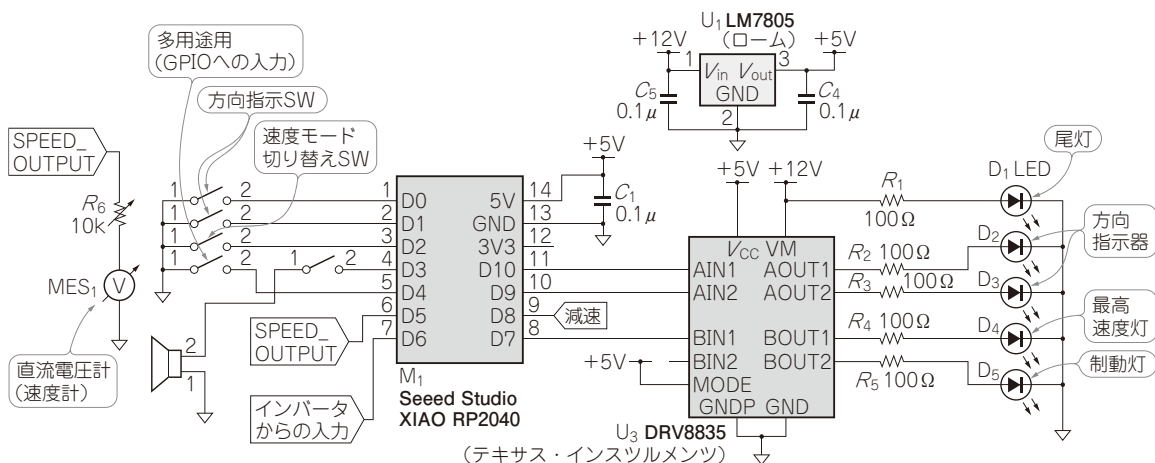 多用途用
(GPIOへの入力)
方向指示SW
速度モード
切り替えSW
SPEED_
OUTPUT
R6
10k
MES1
V
直流電圧計
(速度計)
1 2
1 2
1 2
1 2
1 2
2
1
SPEED_
OUTPUT
インバータ
からの入力
1 D0
2 D1
3 D2
4 D3
5 D4
6 D5
7 D6
5V 14
GND 13
3V3 12
D10 11
D9 10
D8 9
D7 8
M1
Seeed Studio
XIAO RP2040
+5V
C1
0.1μ
減速
U1 LM7805
(ローム)
+12V
+5V
1 3
Vin Vout
GND
2
C5
0.1μ
C4
0.1μ
+5V +12V
VCC VM
AIN1 AOUT1
AIN2 AOUT2
BIN1 BOUT1
BIN2 BOUT2
MODE
GNDP GND
+5V
U3 DRV8835
(テキサス・インスツルメンツ)
R1
100Ω
R2 100Ω
R3 100Ω
R4 100Ω
R5 100Ω
D1 LED
D2
D3
D4
D5
尾灯
方向
指示器
最高
速度灯
制動灯